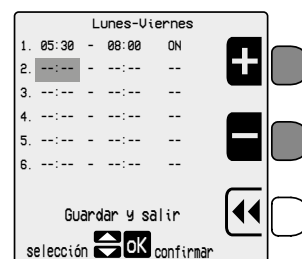 Lunes-Viernes
1. 05:30 - 08:00 ON
2. --:-- - --:-- --
3. --:-- - --:-- --
4. --:-- - --:-- --
5. --:-- - --:-- --
6. --:-- - --:-- --
Guardar y salir
selección OK confirmar